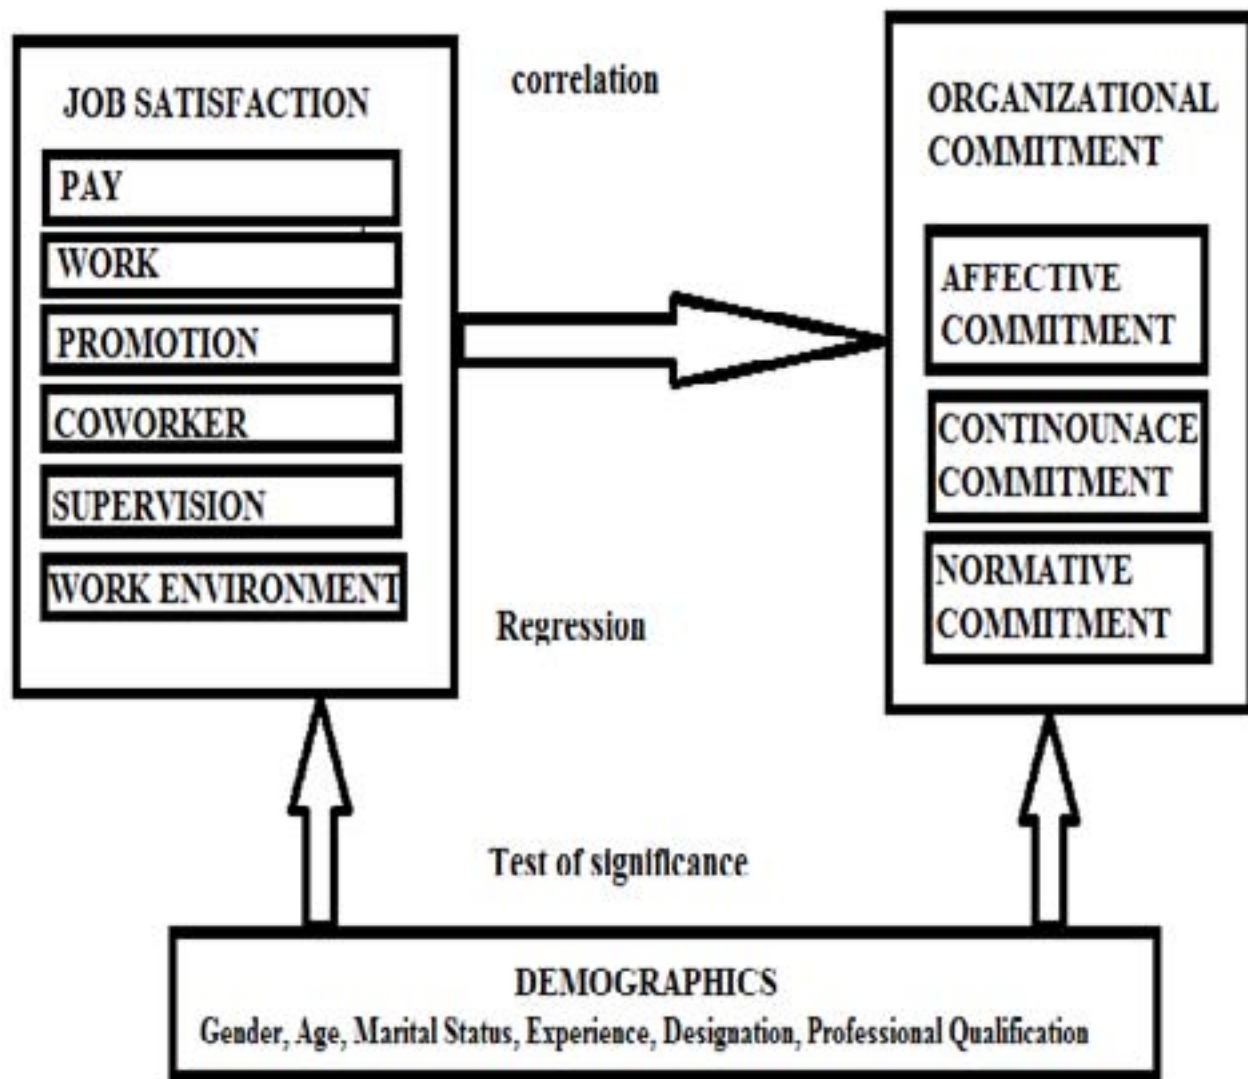 JOB SATISFACTION
PAY
WORK
PROMOTION
COWORKER
SUPERVISION
WORK ENVIRONMENT
correlation
Regression
ORGANIZATIONAL
COMMITMENT
AFFECTIVE
COMMITMENT
CONTINOUNACE
COMMITMENT
NORMATIVE
COMMITMENT
Test of significance
DEMOGRAPHICS
Gender, Age, Marital Status, Experience, Designation, Professional Qualification